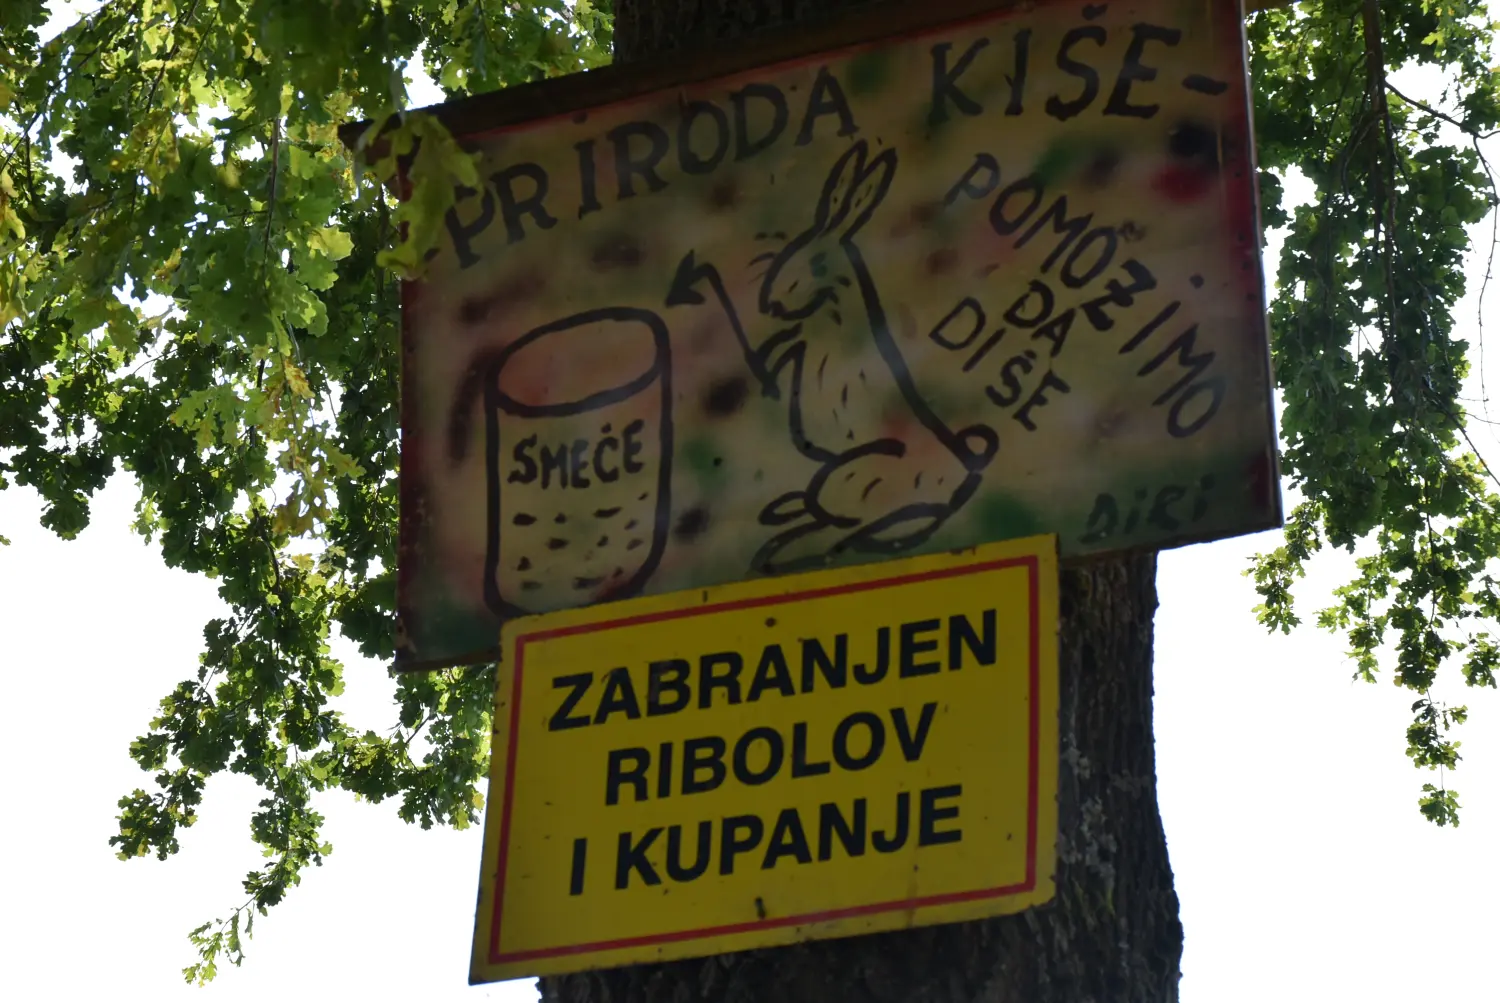 PRIRODA KIŠE-
POMOZIMO
DA
DIŠE
SMEĆE
ZABRANJEN
RIBOLOV
I KUPANJE